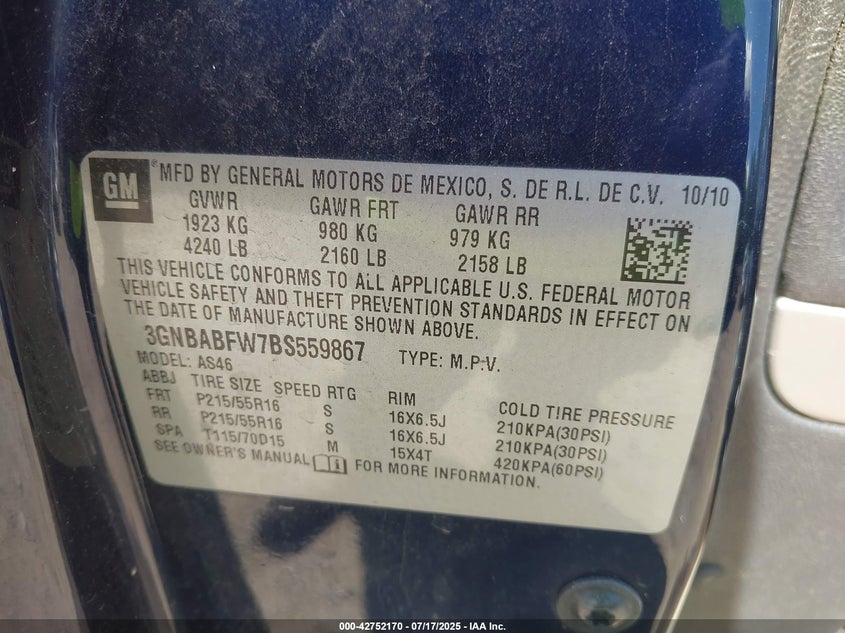 GM ® MFD BY GENERAL MOTORS DE MEXICO, S. DE R.L. DE C.V. 10/10
GVWR GAWR FRT GAWR RR
1923 KG 980 KG 979 KG
4240 LB 2160 LB 2158 LB
THIS VEHICLE CONFORMS TO ALL APPLICABLE U.S. FEDERAL MOTOR
VEHICLE SAFETY AND THEFT PREVENTION STANDARDS IN EFFECT ON
THE DATE OF MANUFACTURE SHOWN ABOVE.
3GNBABFW7BS559867 TYPE: M.P.V.
MODEL: AS46
ABBJ TIRE SIZE SPEED RTG RIM COLD TIRE PRESSURE
FRT P215/55R16 S 16X6.5J 210KPA(30PSI)
RR P215/55R16 S 16X6.5J 210KPA(30PSI)
SPA T115/70D15 M 15X4T 420KPA(60PSI)
SEE OWNER'S MANUAL FOR MORE INFORMATION.
000-42752170 - 07/17/2025 - IAA Inc.